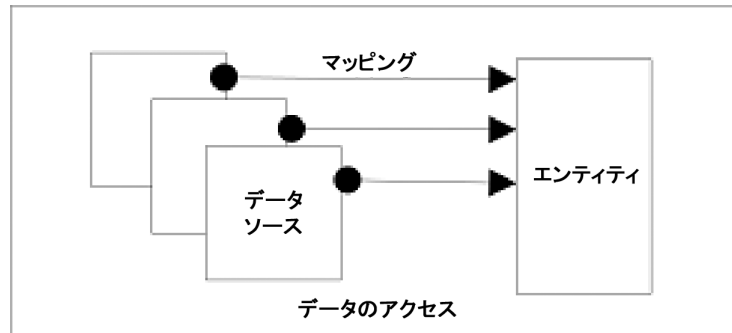 マッピング
エンティティ
データ
ソース
データのアクセス